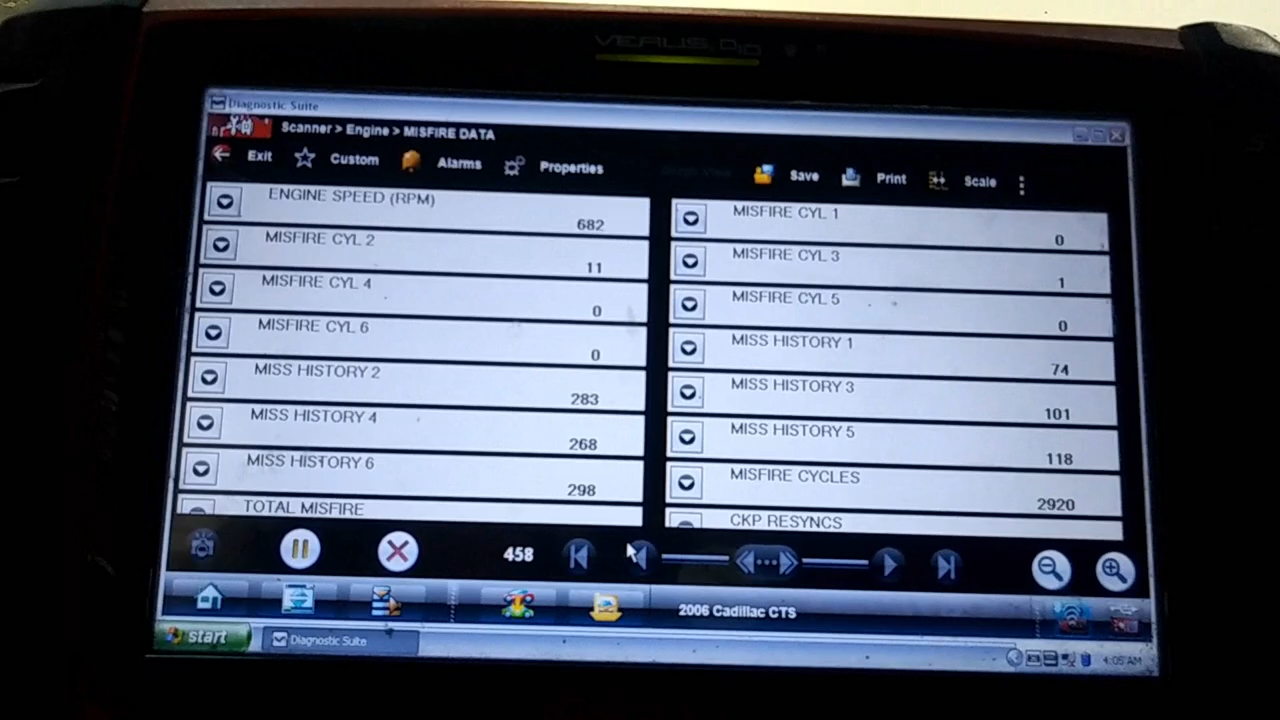 VERUS PRO
Diagnostic Suite
Scanner > Engine > MISFIRE DATA
Exit Custom Alarms Properties Save Print Scale
ENGINE SPEED (RPM) 682
MISFIRE CYL 1 0
MISFIRE CYL 2 11
MISFIRE CYL 3 1
MISFIRE CYL 4 0
MISFIRE CYL 5 0
MISFIRE CYL 6 0
MISS HISTORY 1 74
MISS HISTORY 2 283
MISS HISTORY 3 101
MISS HISTORY 4 268
MISS HISTORY 5 118
MISS HISTORY 6 298
MISFIRE CYCLES 2920
TOTAL MISFIRE
CKP RESYNCS
458
2006 Cadillac CTS
start Diagnostic Suite 4:05 AM